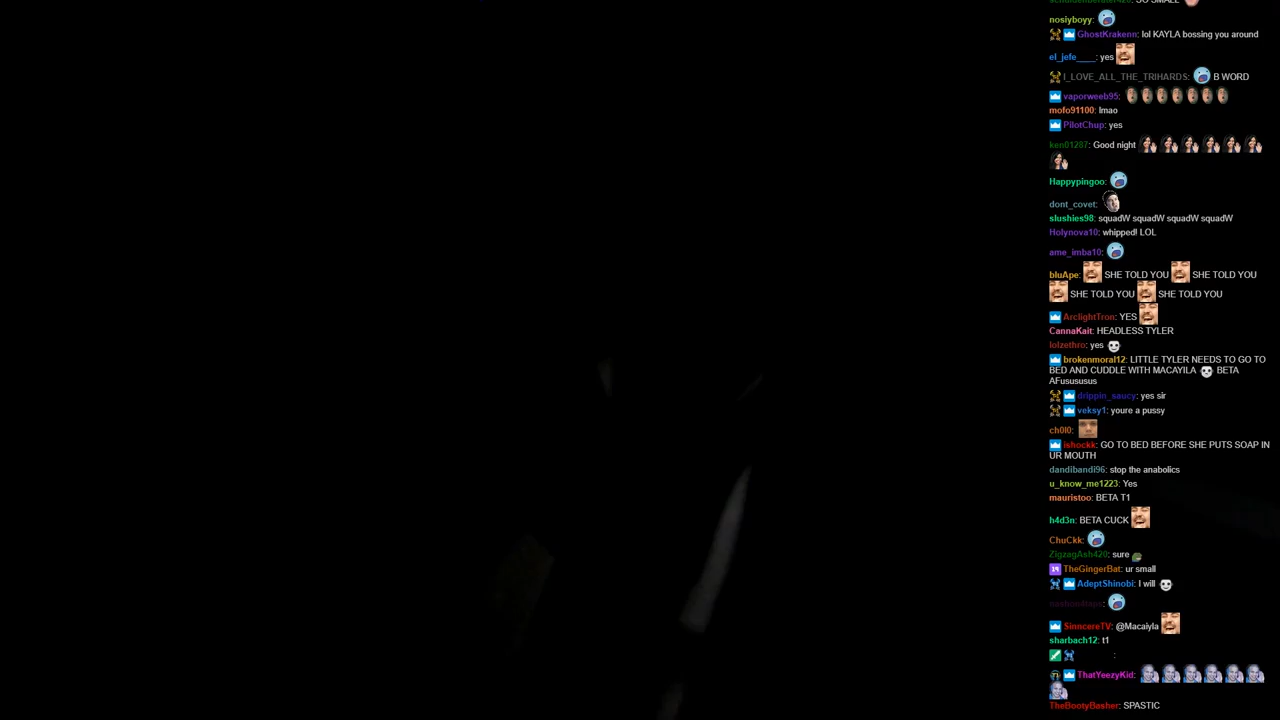 SO SMALL
nosiyboyy:
GhostKrakenn: lol KAYLA bossing you around
el_jefe____: yes
I_LOVE_ALL_THE_TRIHARDS: B WORD
vaporweeb95:
mofo91100: lmao
PilotChup: yes
ken01287: Good night
Happypingoo:
dont_covet:
slushies98: squadW squadW squadW squadW
Holynova10: whipped! LOL
ame_imba10:
bluApe: SHE TOLD YOU SHE TOLD YOU
SHE TOLD YOU SHE TOLD YOU
ArclightTron: YES
CannaKait: HEADLESS TYLER
lolzethro: yes
brokenmoral12: LITTLE TYLER NEEDS TO GO TO
BED AND CUDDLE WITH MACAYILA BETA
AFusususus
drippin_saucy: yes sir
veksy1: youre a pussy
ch0l0:
ishockk: GO TO BED BEFORE SHE PUTS SOAP IN
UR MOUTH
dandibandi96: stop the anabolics
u_know_me1223: Yes
mauristoo: BETA T1
h4d3n: BETA CUCK
ChuCkk:
ZigzagAsh420: sure
TheGingerBat: ur small
AdeptShinobi: I will
SinncereTV: @Macaiyla
sharbach12: t1
:
ThatYeezyKid:
TheBootyBasher: SPASTIC